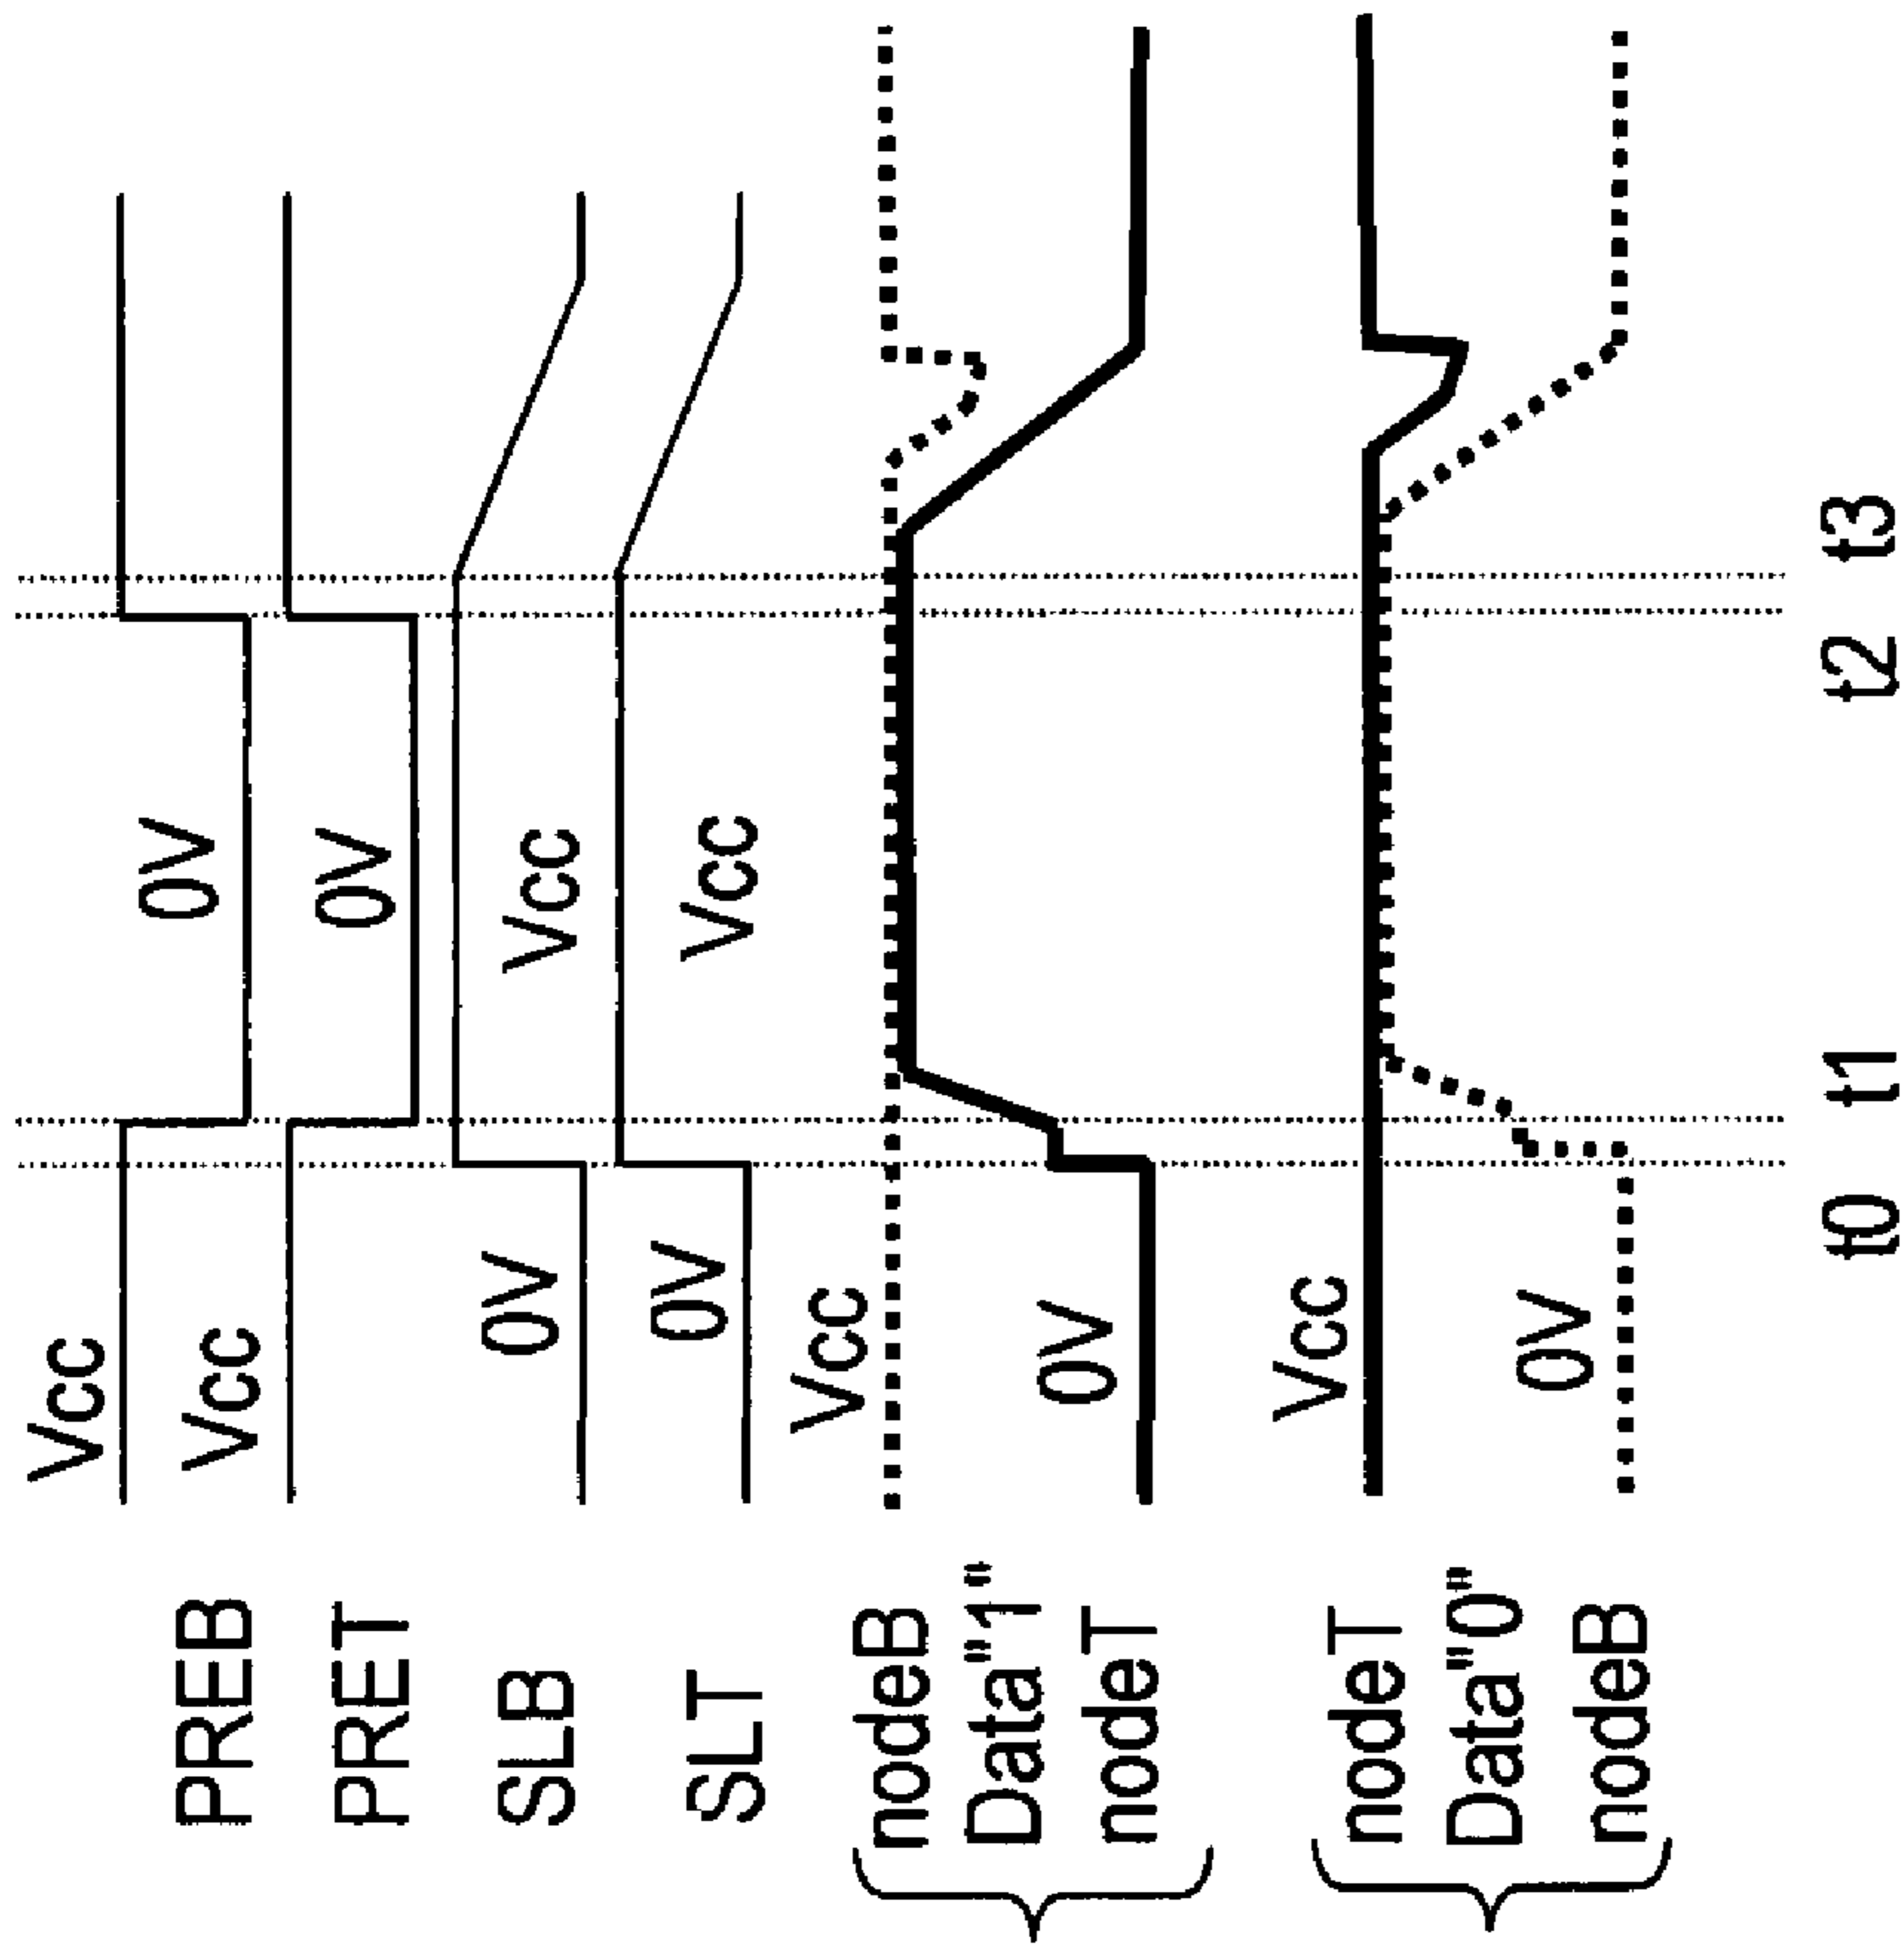 PREB Vcc 0V
PRET Vcc 0V
SLB 0V Vcc
SLT 0V Vcc
nodeB Vcc
Data"1"
nodeT 0V
nodeT Vcc
Data"0"
nodeB 0V
t0 t1 t2 t3